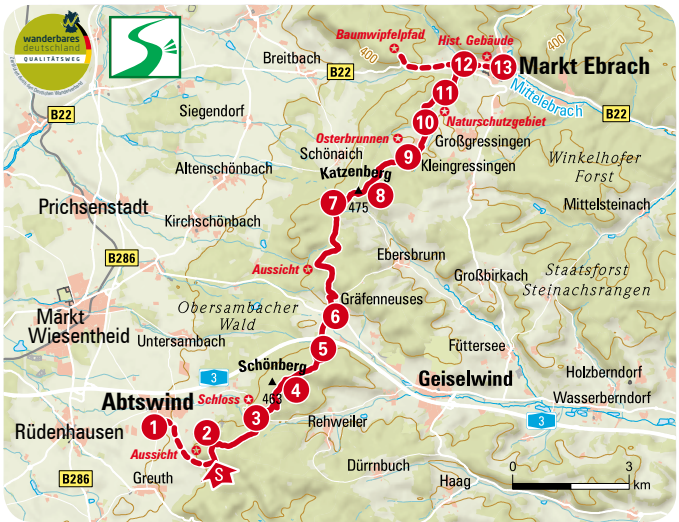 wanderbares
deutschland
QUALITÄTSWEG
Baumwipfelpfad
400
Hist. Gebäude
400
Breitbach
B22
12
13
Markt Ebrach
Mittelebrach
B22
B22
11
Siegendorf
10
Naturschutzgebiet
Osterbrunnen
Großgressingen
Schönaich
9
Kleingressingen
Winkelhofer
Forst
Altenschönbach
Katzenberg
8
7
475
Mittelsteinach
Prichsenstadt
Kirchschönbach
B286
Ebersbrunn
Aussicht
Großbirkach
Staatsforst
Steinachsrangen
Obersambacher
Wald
Gräfenneuses
6
Markt
Wiesentheid
Untersambach
5
Füttersee
Schönberg
3
463
4
Geiselwind
Holzberndorf
Wasserberndorf
Abtswind
Schloss
3
3
Rehweiler
1
2
Rüdenhausen
Aussicht
S
Dürrnbuch
B286
Greuth
Haag
0
3
km